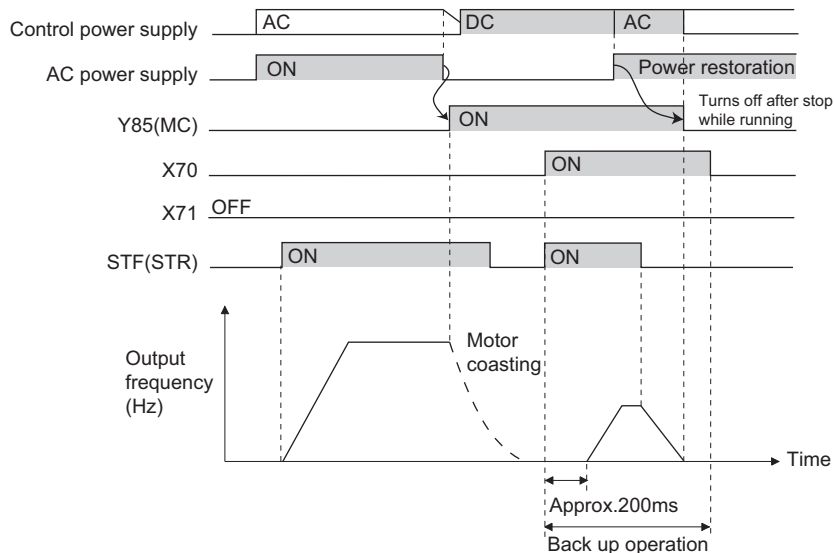 Control power supply
AC
DC
AC
AC power supply
ON
Power restoration
Y85(MC)
ON
Turns off after stop
while running
X70
ON
X71
OFF
STF(STR)
ON
ON
Output
frequency
(Hz)
Motor
coasting
Time
Approx.200ms
Back up operation